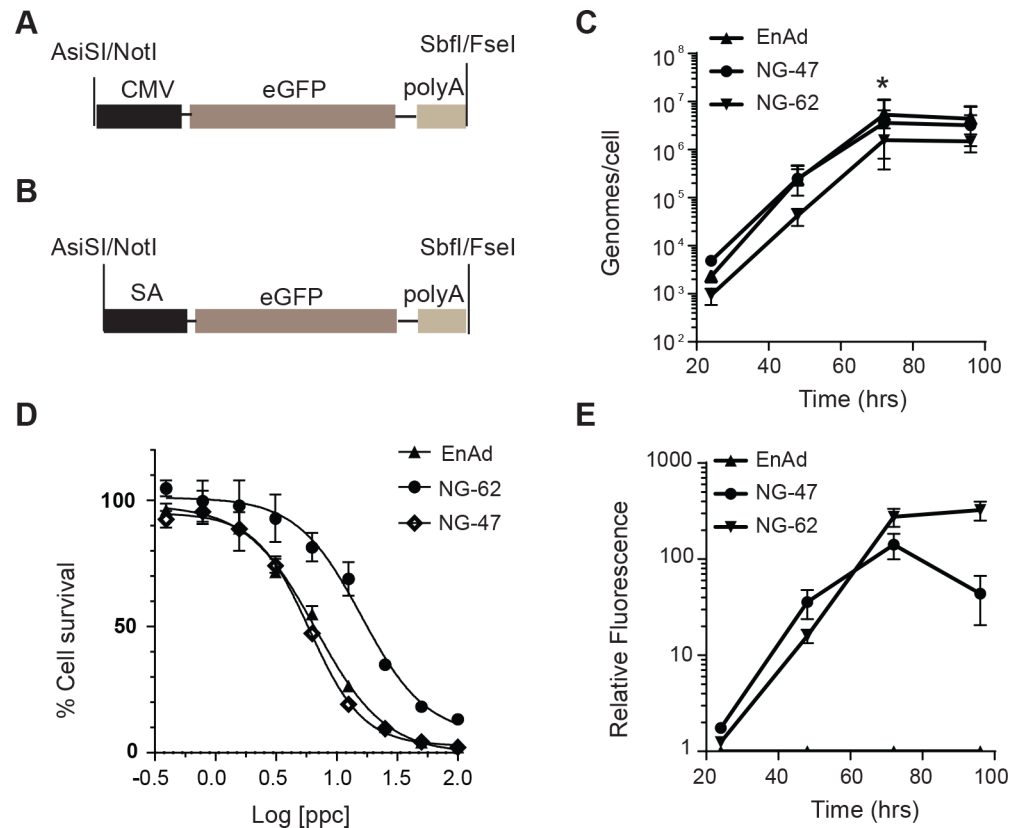 A
AsiSI/NotI
SbfI/FseI
CMV
eGFP
polyA
B
AsiSI/NotI
SbfI/FseI
SA
eGFP
polyA
C
EnAd
NG-47
NG-62
*
10^8
10^7
10^6
10^5
10^4
10^3
10^2
Genomes/cell
20 40 60 80 100
Time (hrs)
D
EnAd
NG-62
NG-47
100
50
0
% Cell survival
-0.5 0.0 0.5 1.0 1.5 2.0
Log [ppc]
E
EnAd
NG-47
NG-62
1000
100
10
1
Relative Fluorescence
20 40 60 80 100
Time (hrs)